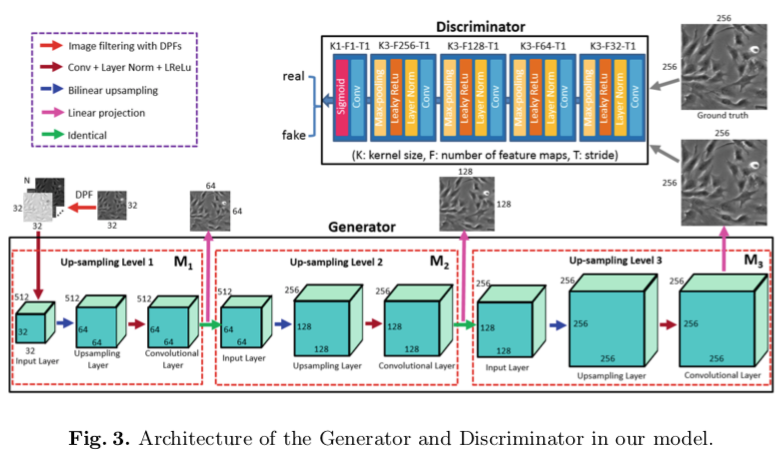 Image filtering with DPFs
Conv + Layer Norm + LReLu
Bilinear upsampling
Linear projection
Identical
Discriminator
K1-F1-T1 K3-F256-T1 K3-F128-T1 K3-F64-T1 K3-F32-T1
real
fake
Sigmoid
Conv
Max-pooling
Leaky ReLu
Layer Norm
Conv
Max-pooling
Leaky ReLu
Layer Norm
Conv
Max-pooling
Leaky ReLu
Layer Norm
Conv
Max-pooling
Leaky ReLu
Layer Norm
Conv
(K: kernel size, F: number of feature maps, T: stride)
256
256
Ground truth
256
256
N
32
32
DPF
32
32
64
64
128
128
Generator
Up-sampling Level 1
M1
512
32
32
Input Layer
512
64
64
Upsampling
Layer
512
64
64
Convolutional
Layer
Up-sampling Level 2
M2
512
64
64
Input Layer
256
128
128
Upsampling Layer
256
128
128
Convolutional Layer
Up-sampling Level 3
M3
256
128
128
Input Layer
256
256
256
Upsampling Layer
256
256
256
Convolutional Layer
Fig. 3. Architecture of the Generator and Discriminator in our model.